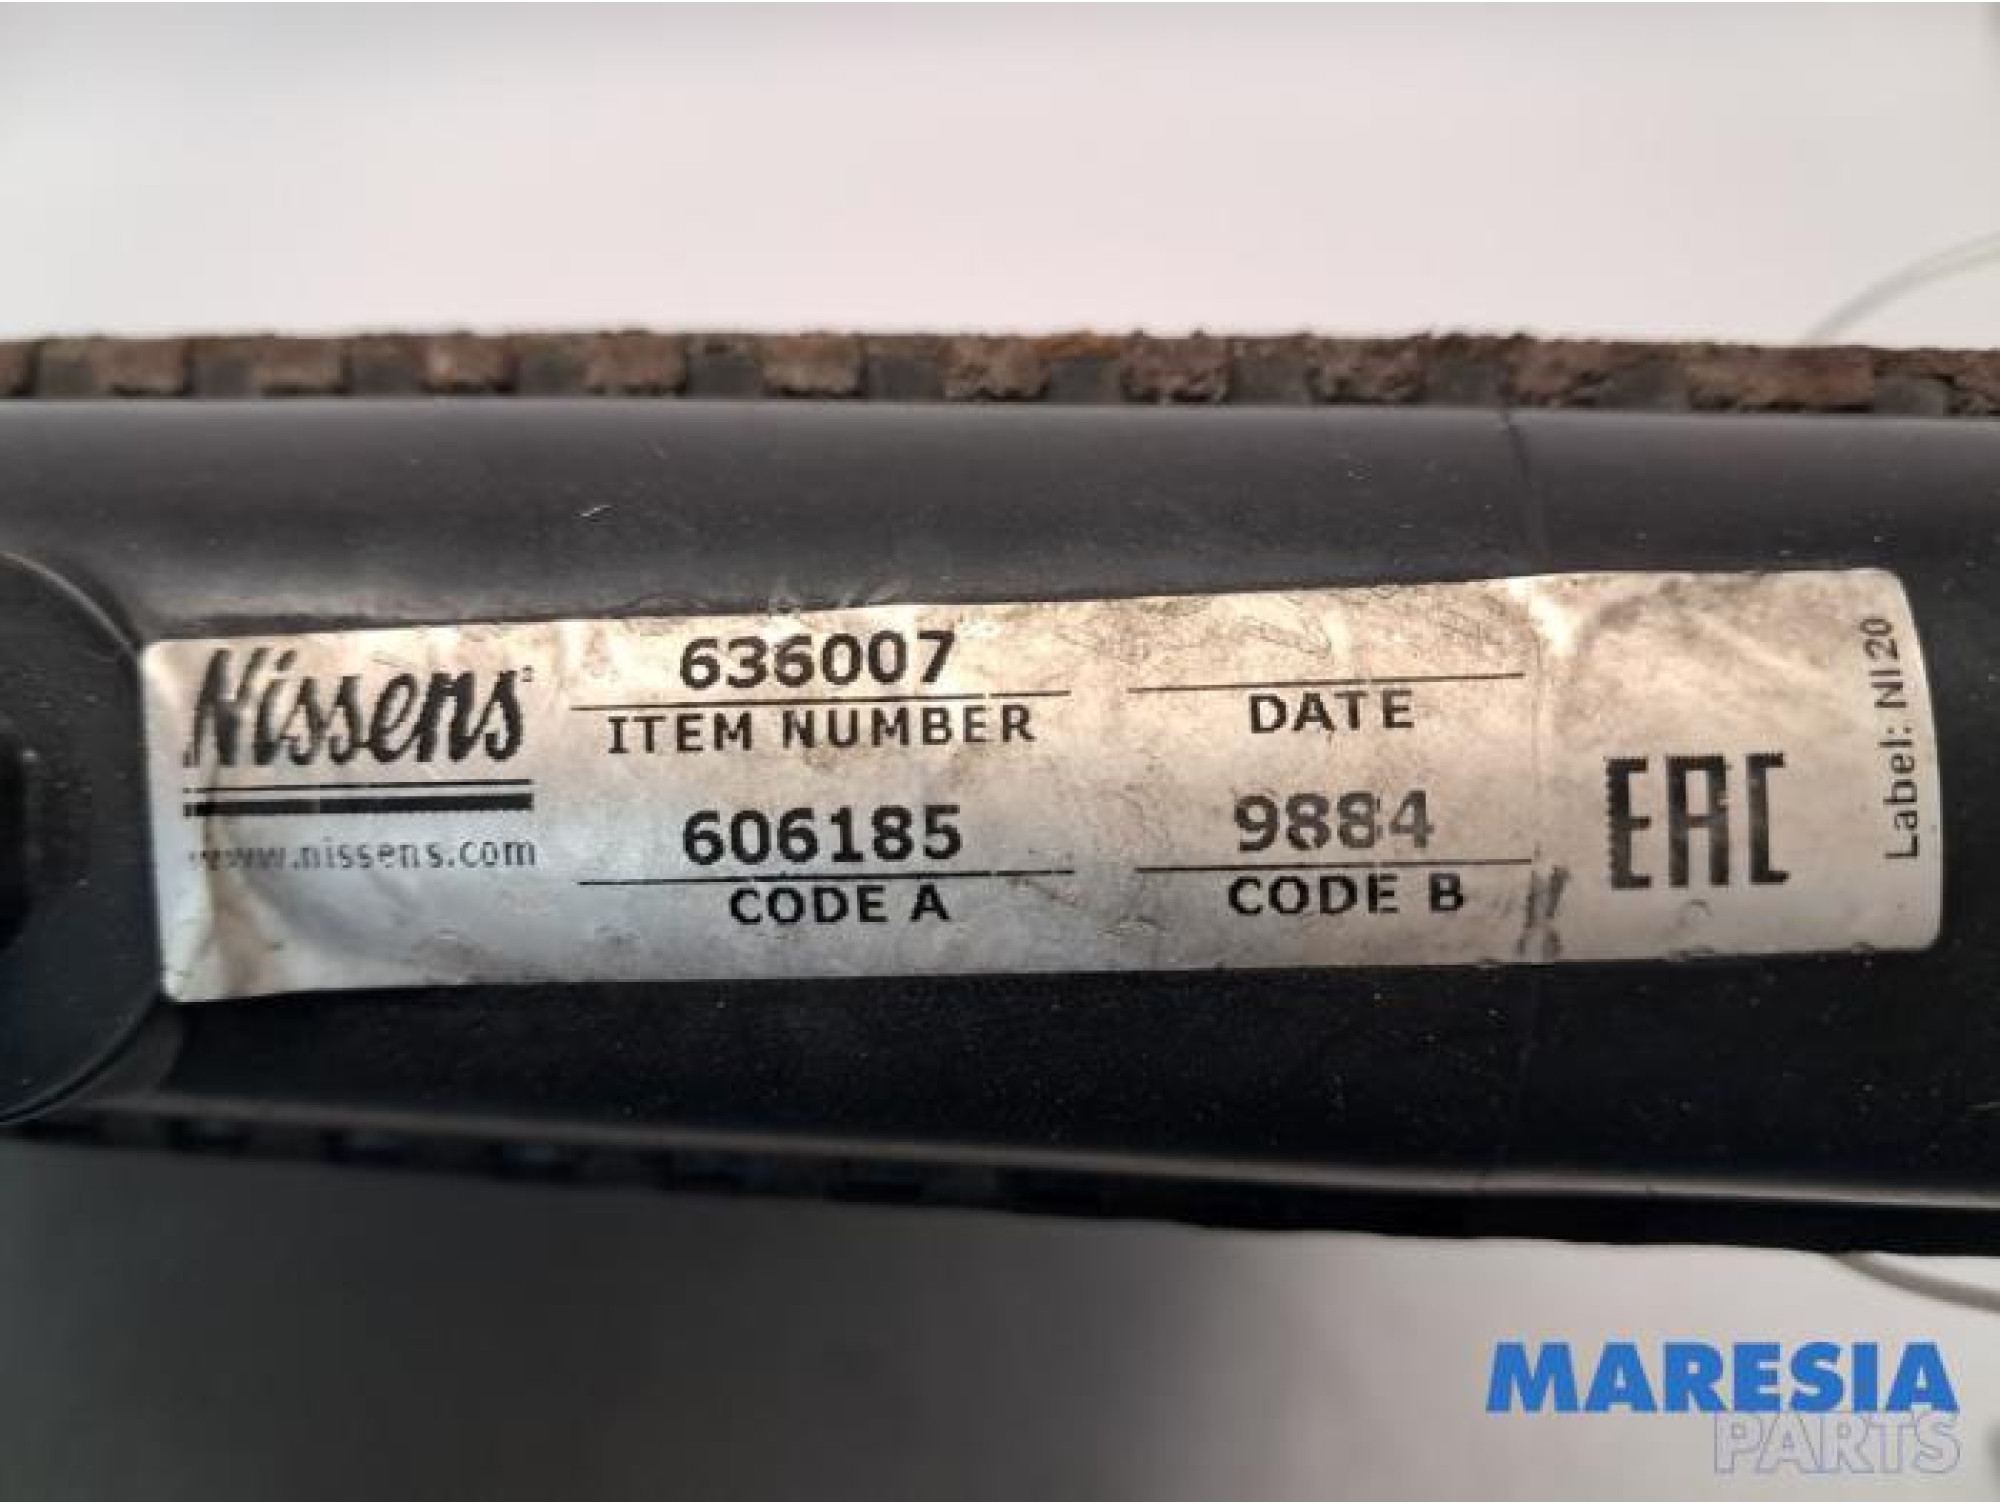 Nissens
www.nissens.com
636007
ITEM NUMBER
DATE
606185
CODE A
9884
CODE B
EAC
Label: NI20
MARESIA
PARTS